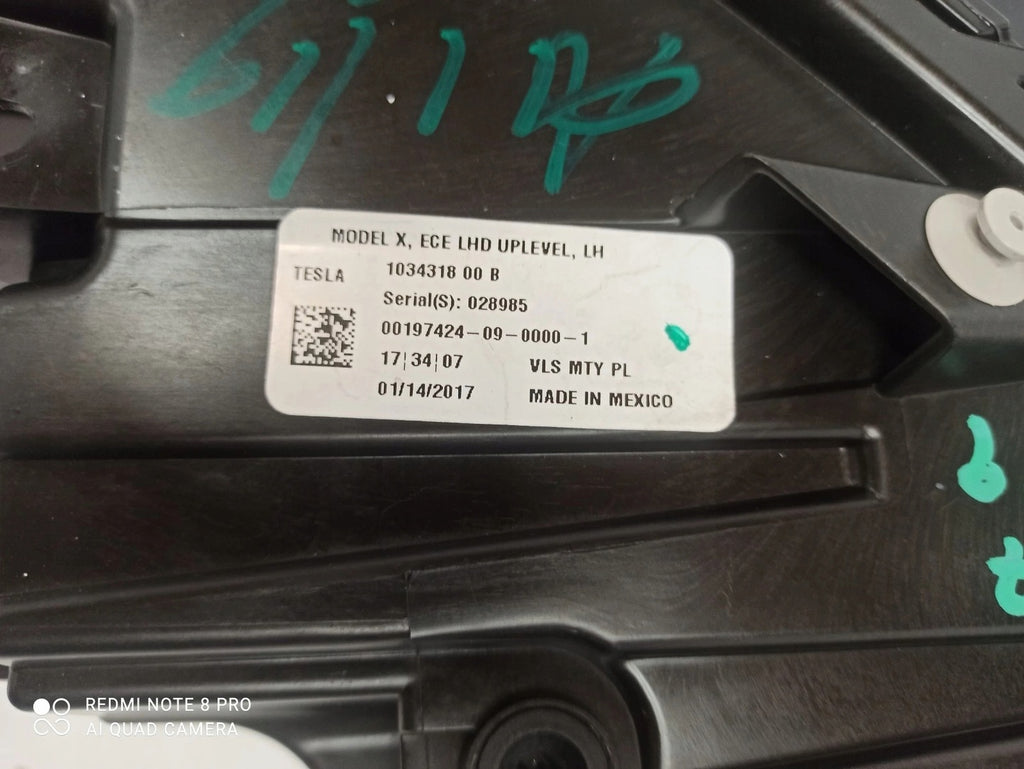 MODEL X, ECE LHD UPLEVEL, LH
TESLA
1034318 00 B
Serial(S): 028985
00197424-09-0000-1
17¦34¦07
VLS MTY PL
01/14/2017
MADE IN MEXICO
REDMI NOTE 8 PRO
AI QUAD CAMERA